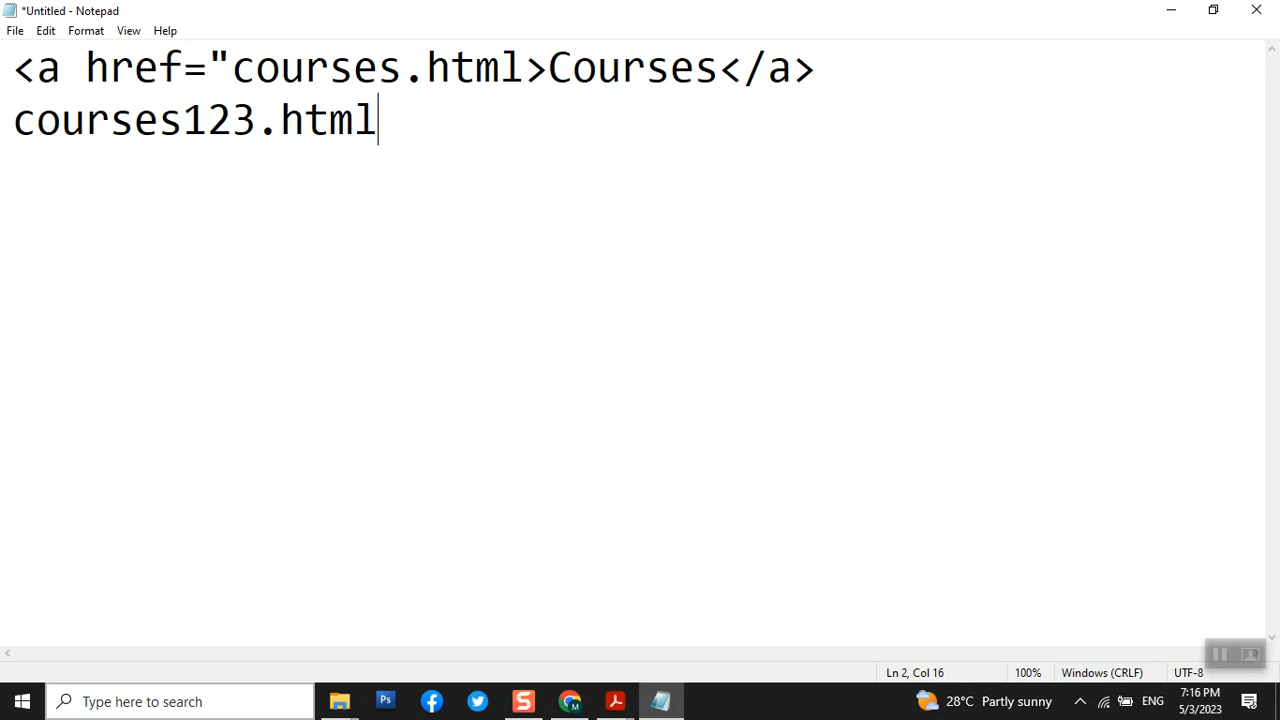 *Untitled - Notepad
File Edit Format View Help
<a href="courses.html>Courses</a>
courses123.html
Ln 2, Col 16 100% Windows (CRLF) UTF-8
Type here to search Ps S M 28°C Partly sunny ENG 7:16 PM
5/3/2023